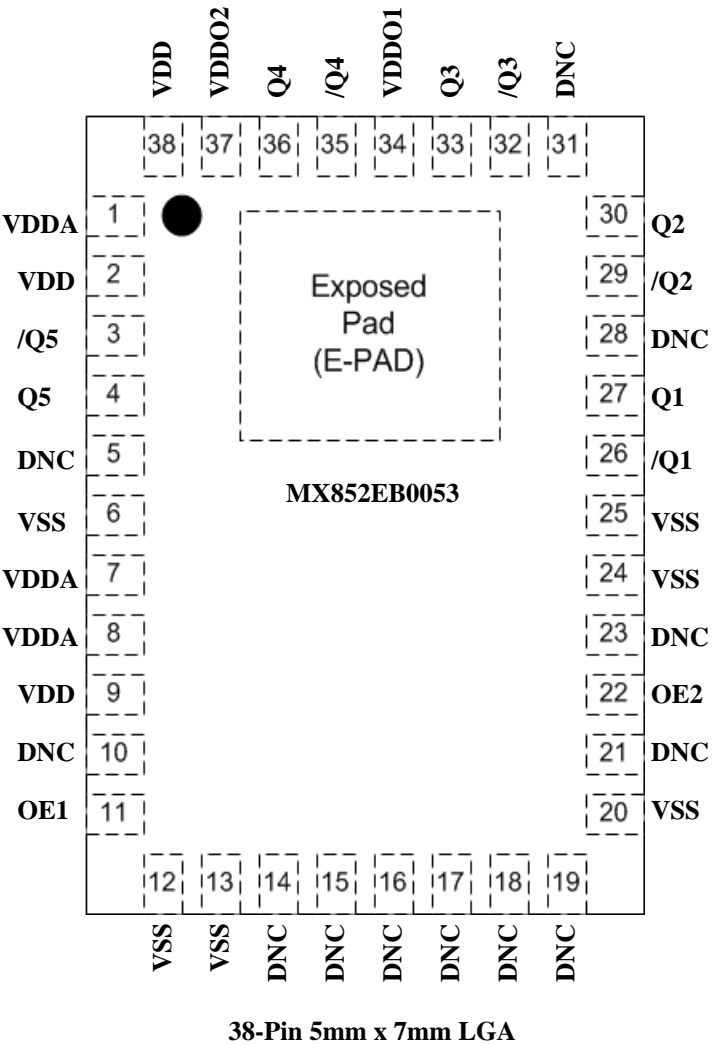 VDD
VDDO2
Q4
/Q4
VDDO1
Q3
/Q3
DNC
38 37 36 35 34 33 32 31
VDDA 1 30 Q2
VDD 2 29 /Q2
/Q5 3 28 DNC
Q5 4 27 Q1
DNC 5 26 /Q1
Exposed
Pad
(E-PAD)
MX852EB0053
VSS 6 25 VSS
VDDA 7 24 VSS
VDDA 8 23 DNC
VDD 9 22 OE2
DNC 10 21 DNC
OE1 11 20 VSS
12 13 14 15 16 17 18 19
VSS
VSS
DNC
DNC
DNC
DNC
DNC
DNC
38-Pin 5mm x 7mm LGA